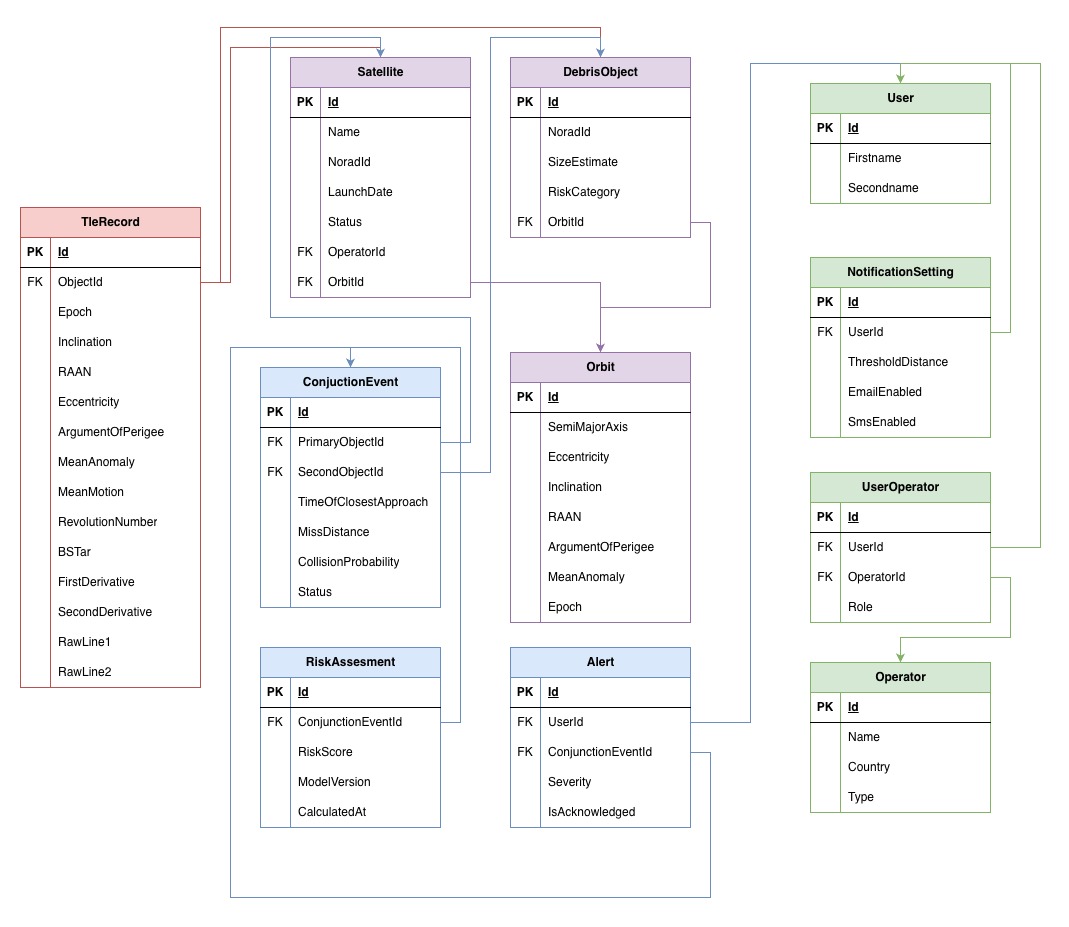 TleRecord
PK Id
FK ObjectId
Epoch
Inclination
RAAN
Eccentricity
ArgumentOfPerigee
MeanAnomaly
MeanMotion
RevolutionNumber
BSTar
FirstDerivative
SecondDerivative
RawLine1
RawLine2
Satellite
PK Id
Name
NoradId
LaunchDate
Status
FK OperatorId
FK OrbitId
DebrisObject
PK Id
NoradId
SizeEstimate
RiskCategory
FK OrbitId
ConjuctionEvent
PK Id
FK PrimaryObjectId
FK SecondObjectId
TimeOfClosestApproach
MissDistance
CollisionProbability
Status
Orbit
PK Id
SemiMajorAxis
Eccentricity
Inclination
RAAN
ArgumentOfPerigee
MeanAnomaly
Epoch
RiskAssesment
PK Id
FK ConjunctionEventId
RiskScore
ModelVersion
CalculatedAt
Alert
PK Id
FK UserId
FK ConjunctionEventId
Severity
IsAcknowledged
User
PK Id
Firstname
Secondname
NotificationSetting
PK Id
FK UserId
ThresholdDistance
EmailEnabled
SmsEnabled
UserOperator
PK Id
FK UserId
FK OperatorId
Role
Operator
PK Id
Name
Country
Type